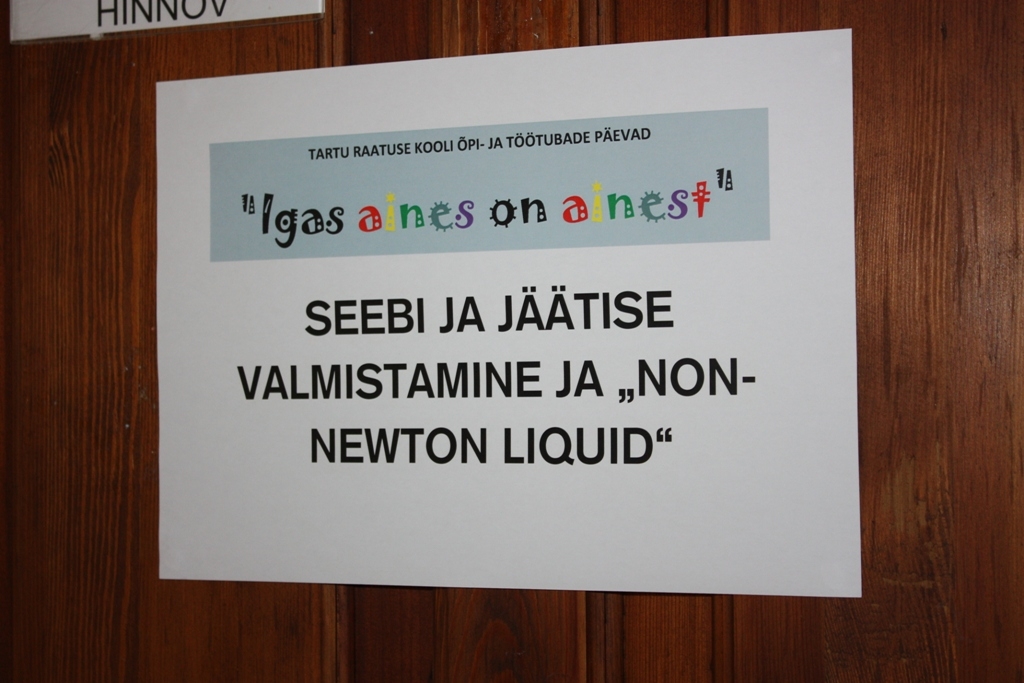 HINNOV
TARTU RAATUSE KOOLI ÕPI- JA TÖÖTUBADE PÄEVAD
"Igas aines on ainest"
SEEBI JA JÄÄTISE
VALMISTAMINE JA „NON-
NEWTON LIQUID“